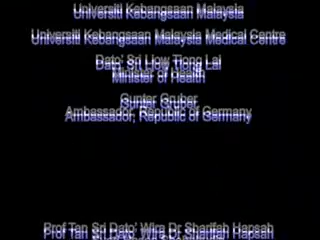 Universiti Kebangsaan Malaysia
Universiti Kebangsaan Malaysia Medical Centre
Dato' Sri Liow Tiong Lai
Minister of Health
Gunter Gruber
Ambassador, Republic of Germany
Prof Tan Sri Dato' Wira Dr Sharifah Hapsah